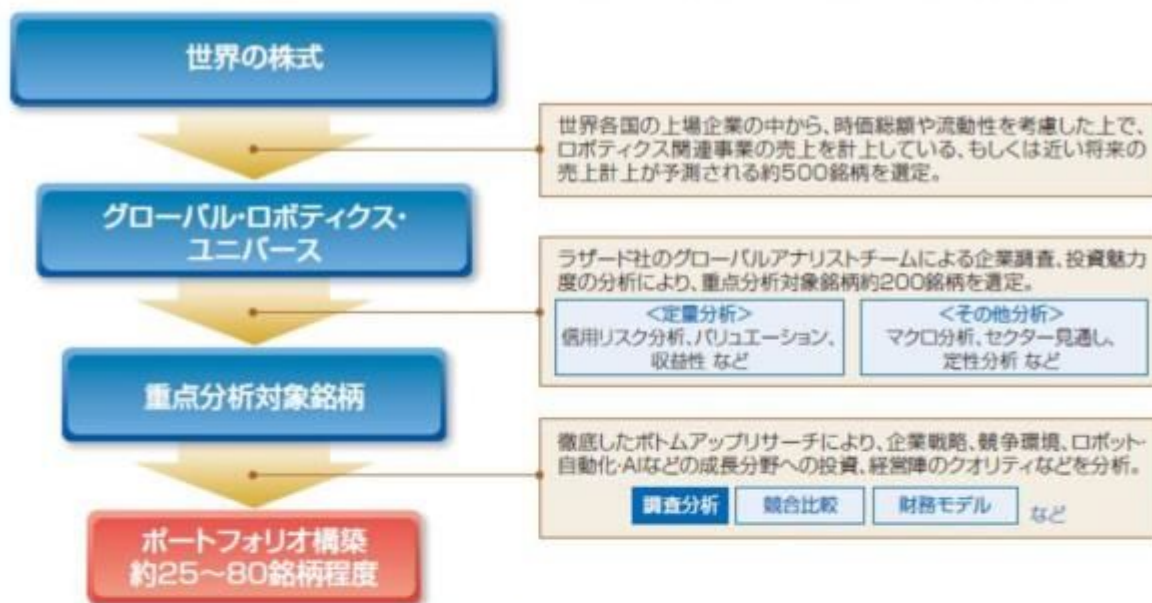 世界の株式
世界各国の上場企業の中から、時価総額や流動性を考慮した上で、
ロボティクス関連事業の売上を計上している、もしくは近い将来の
売上計上が予測される約500銘柄を選定。
グローバル・ロボティクス・
ユニバース
ラザード社のグローバルアナリストチームによる企業調査、投資魅力
度の分析により、重点分析対象銘柄約200銘柄を選定。
<定量分析>
信用リスク分析、バリュエーション、
収益性 など
<その他分析>
マクロ分析、セクター見通し、
定性分析 など
重点分析対象銘柄
徹底したボトムアップリサーチにより、企業戦略、競争環境、ロボット・
自動化・AIなどの成長分野への投資、経営陣のクオリティなどを分析。
調査分析
競合比較
財務モデル
など
ポートフォリオ構築
約25～80銘柄程度